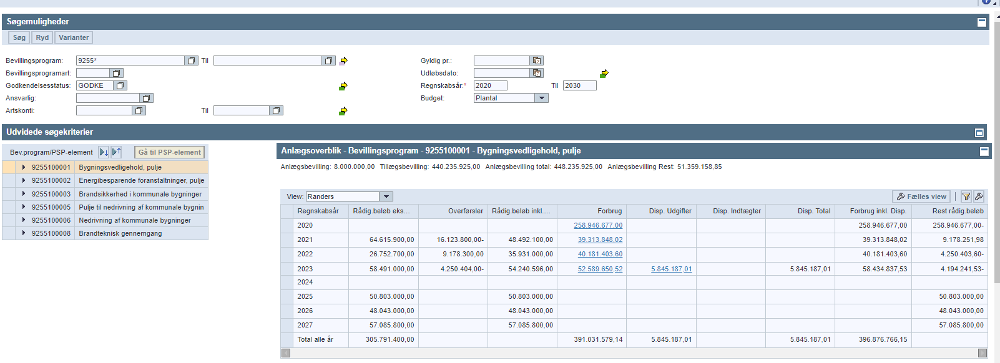 Søgemuligheder
Søg Ryd Varianter
Bevillingsprogram: 9255* Til Gyldig pr.:
Bevillingsprogramart: Udløbsdato:
Godkendelsesstatus: GODKE Regnskabsår:* 2020 Til 2030
Ansvarlig: Budget: Plantal
Artskonti: Til
Udvidede søgekriterier
Bev.program/PSP-element Gå til PSP-element
9255100001 Bygningsvedligehold, pulje
9255100002 Energibesparende foranstaltninger, pulje
9255100003 Brandsikkerhed i kommunale bygninger
9255100005 Pulje til nedrivning af kommunale bygnin
9255100006 Nedrivning af kommunale bygninger
9255100008 Brandteknisk gennemgang
Anlægsoverblik - Bevillingsprogram - 9255100001 - Bygningsvedligehold, pulje
Anlægsbevilling: 8.000.000,00 Tillægsbevilling: 440.235.925,00 Anlægsbevilling total: 448.235.925,00 Anlægsbevilling Rest: 51.359.158,85
View: Randers Fælles view
Regnskabsår Rådig.beløb eks... Overførsler Rådig.beløb inkl.... Forbrug Disp. Udgifter Disp. Indtægter Disp. Total Forbrug inkl. Disp. Rest rådig.beløb
2020 258.946.677,00 258.946.677,00 258.946.677,00-
2021 64.615.900,00 16.123.800,00- 48.492.100,00 39.313.848,02 39.313.848,02 9.178.251,98
2022 26.752.700,00 9.178.300,00 35.931.000,00 40.181.403,60 40.181.403,60 4.250.403,60-
2023 58.491.000,00 4.250.404,00- 54.240.596,00 52.589.650,52 5.845.187,01 5.845.187,01 58.434.837,53 4.194.241,53-
2024
2025 50.803.000,00 50.803.000,00 50.803.000,00
2026 48.043.000,00 48.043.000,00 48.043.000,00
2027 57.085.800,00 57.085.800,00 57.085.800,00
Total alle år 305.791.400,00 391.031.579,14 5.845.187,01 5.845.187,01 396.876.766,15